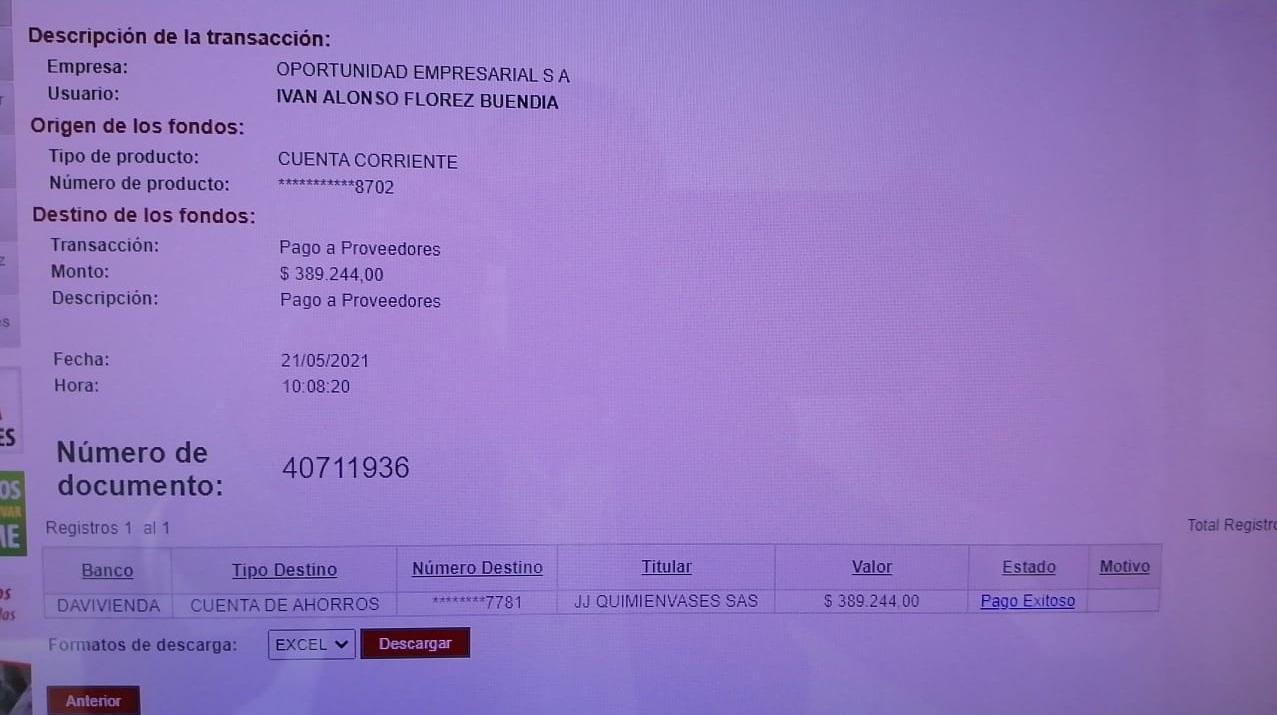 Descripción de la transacción:
Empresa: OPORTUNIDAD EMPRESARIAL S A
Usuario: IVAN ALONSO FLOREZ BUENDIA
Origen de los fondos:
Tipo de producto: CUENTA CORRIENTE
Número de producto: ***********8702
Destino de los fondos:
Transacción: Pago a Proveedores
Monto: $ 389.244,00
Descripción: Pago a Proveedores
Fecha: 21/05/2021
Hora: 10:08:20
Número de documento: 40711936
Registros 1 al 1
Banco Tipo Destino Número Destino Titular Valor Estado Motivo
DAVIVIENDA CUENTA DE AHORROS ********7781 JJ QUIMIENVASES SAS $ 389.244,00 Pago Exitoso
Formatos de descarga: EXCEL Descargar
Anterior